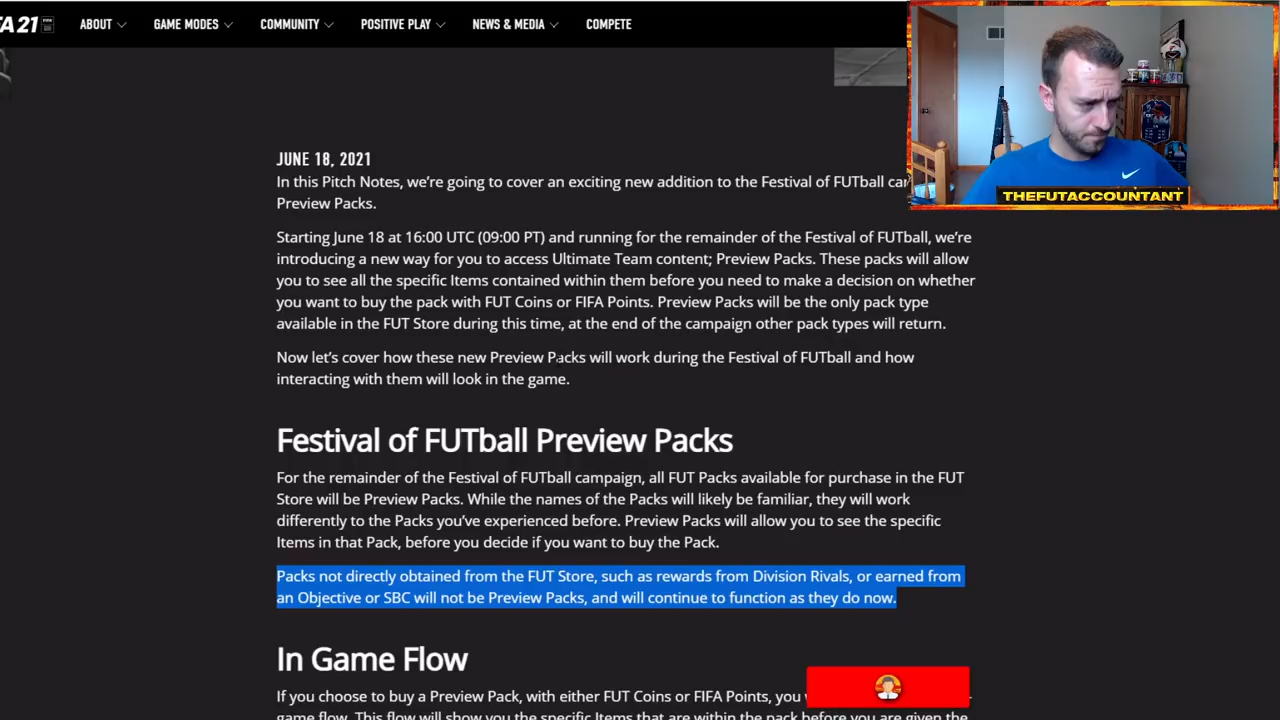 TA 21 ABOUT GAME MODES COMMUNITY POSITIVE PLAY NEWS & MEDIA COMPETE
THEFUTACCOUNTANT
JUNE 18, 2021
In this Pitch Notes, we're going to cover an exciting new addition to the Festival of FUTball
Preview Packs.
Starting June 18 at 16:00 UTC (09:00 PT) and running for the remainder of the Festival of FUTball, we're
introducing a new way for you to access Ultimate Team content; Preview Packs. These packs will allow
you to see all the specific Items contained within them before you need to make a decision on whether
you want to buy the pack with FUT Coins or FIFA Points. Preview Packs will be the only pack type
available in the FUT Store during this time, at the end of the campaign other pack types will return.
Now let's cover how these new Preview Packs will work during the Festival of FUTball and how
interacting with them will look in the game.
Festival of FUTball Preview Packs
For the remainder of the Festival of FUTball campaign, all FUT Packs available for purchase in the FUT
Store will be Preview Packs. While the names of the Packs will likely be familiar, they will work
differently to the Packs you've experienced before. Preview Packs will allow you to see the specific
Items in that Pack, before you decide if you want to buy the Pack.
Packs not directly obtained from the FUT Store, such as rewards from Division Rivals, or earned from
an Objective or SBC will not be Preview Packs, and will continue to function as they do now.
In Game Flow
If you choose to buy a Preview Pack, with either FUT Coins or FIFA Points, you
game flow. This flow will show you the specific Items that are within the pack before you are given the